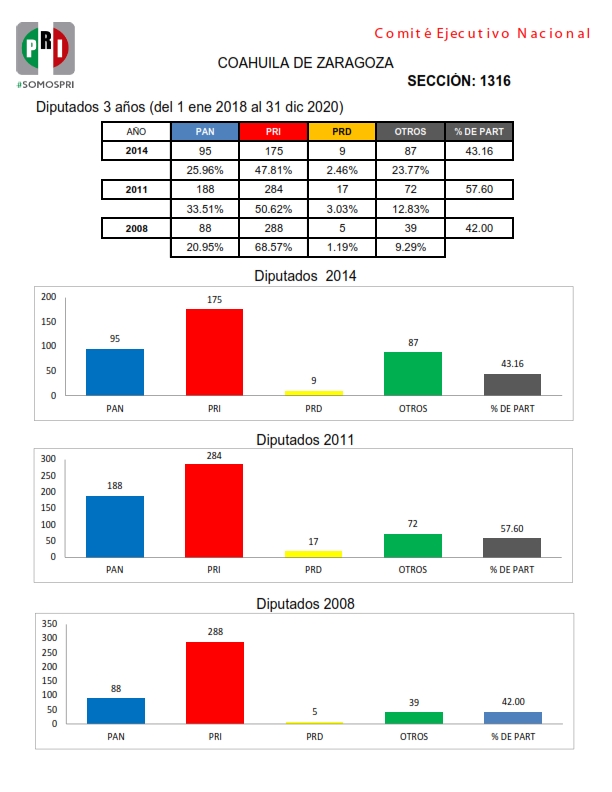 Comité Ejecutivo Nacional
PRI
#SOMOSPRI
COAHUILA DE ZARAGOZA
SECCIÓN: 1316
Diputados 3 años (del 1 ene 2018 al 31 dic 2020)
AÑO PAN PRI PRD OTROS % DE PART
2014 95 175 9 87 43.16
25.96% 47.81% 2.46% 23.77%
2011 188 284 17 72 57.60
33.51% 50.62% 3.03% 12.83%
2008 88 288 5 39 42.00
20.95% 68.57% 1.19% 9.29%
Diputados 2014
200
150
100
50
0
95 175 9 87 43.16
PAN PRI PRD OTROS % DE PART
Diputados 2011
300
250
200
150
100
50
0
188 284 17 72 57.60
PAN PRI PRD OTROS % DE PART
Diputados 2008
350
300
250
200
150
100
50
0
88 288 5 39 42.00
PAN PRI PRD OTROS % DE PART